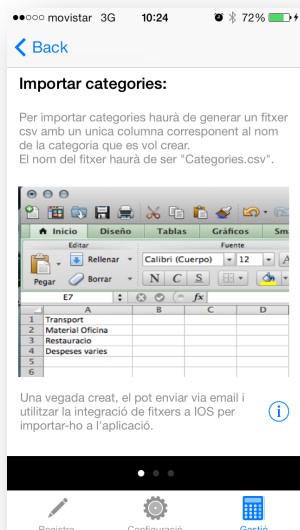 movistar 3G 10:24 72%
Back
Importar categories:
Per importar categories haurà de generar un fitxer
csv amb un unica columna corresponent al nom
de la categoria que es vol crear.
El nom del fitxer haurà de ser "Categories.csv".
Inicio Diseño Tablas Gráficos Sm
Editar Fuente
Pegar
Rellenar Calibri (Cuerpo) 12 A
Borrar N C S
E7 fx
A B C D
1 Transport
2 Material Oficina
3 Restauracio
4 Despeses varies
5
6
Una vegada creat, el pot enviar via email i
utilitzar la integració de fitxers a IOS per
importar-ho a l'aplicació.
Registre Configuració Gestió